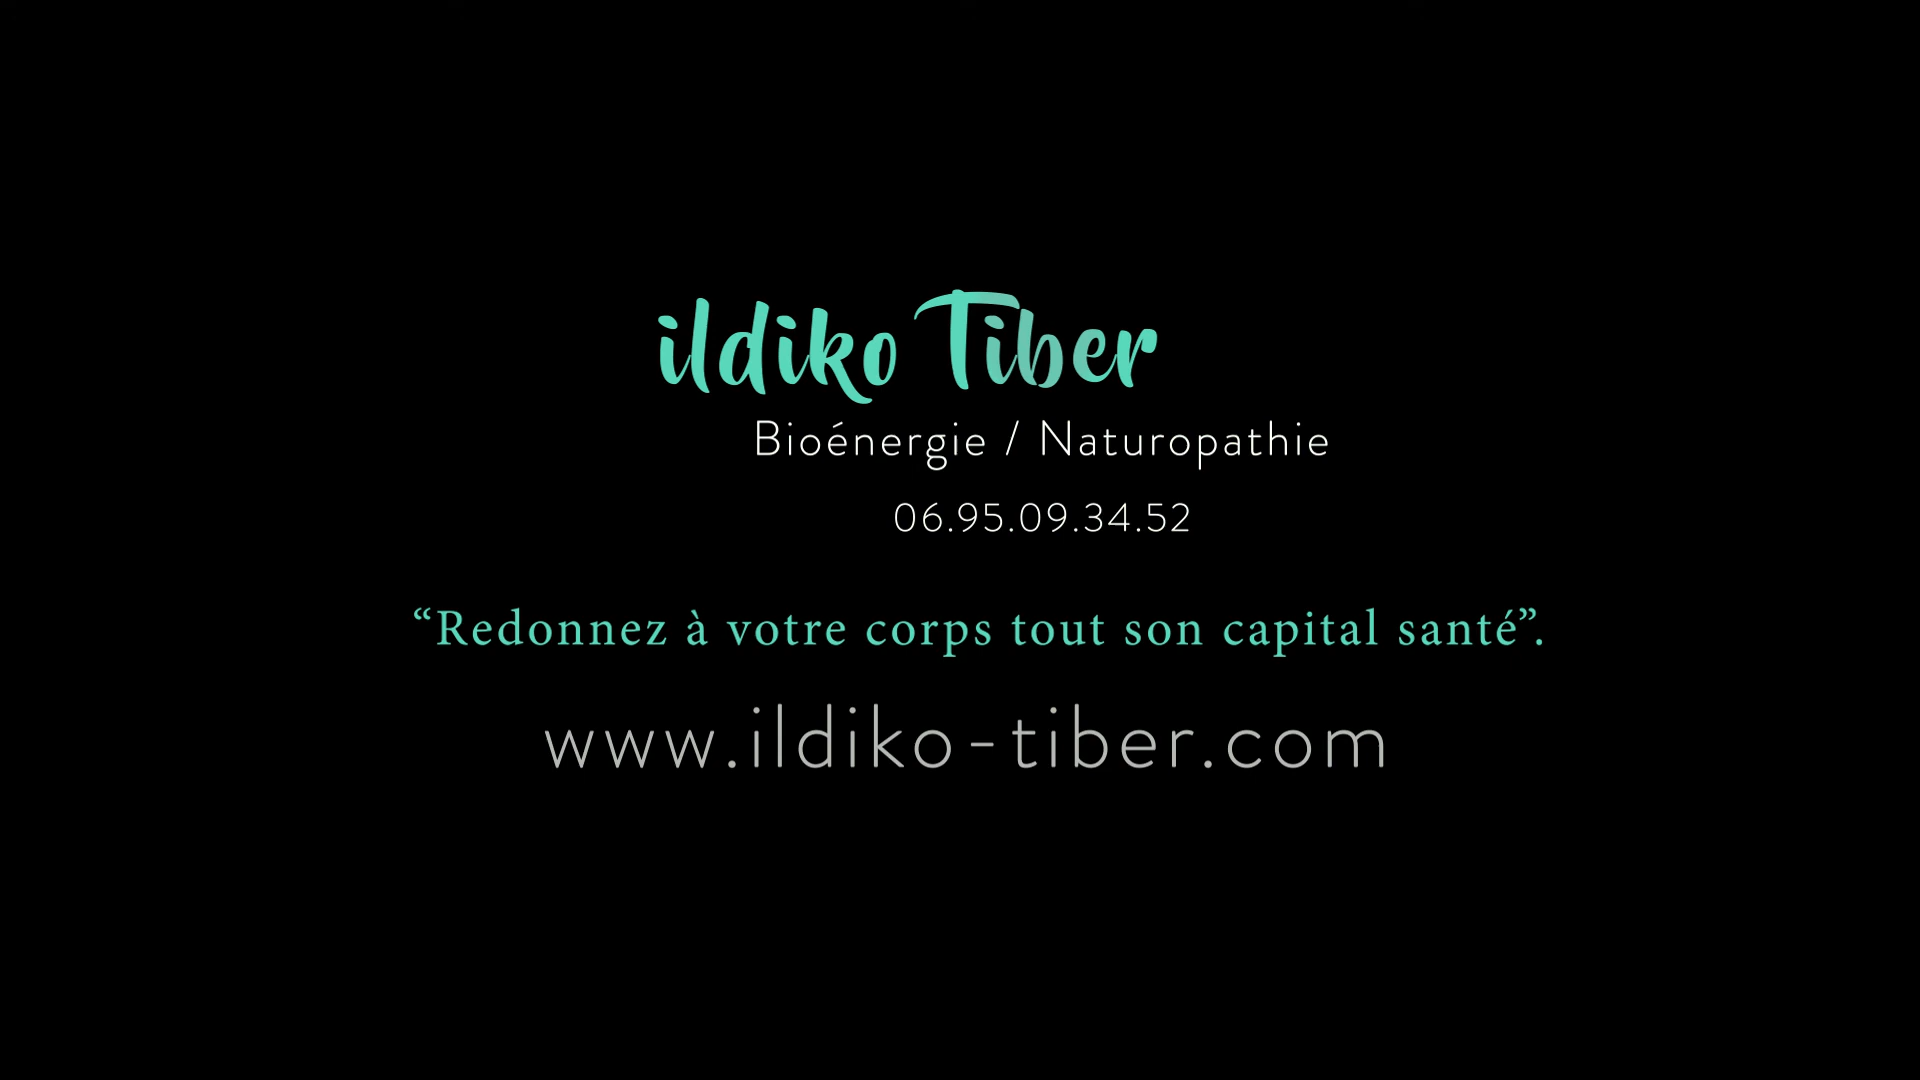 ildiko Tiber
Bioénergie / Naturopathie
06.95.09.34.52
“Redonnez à votre corps tout son capital santé”.
www.ildiko-tiber.com